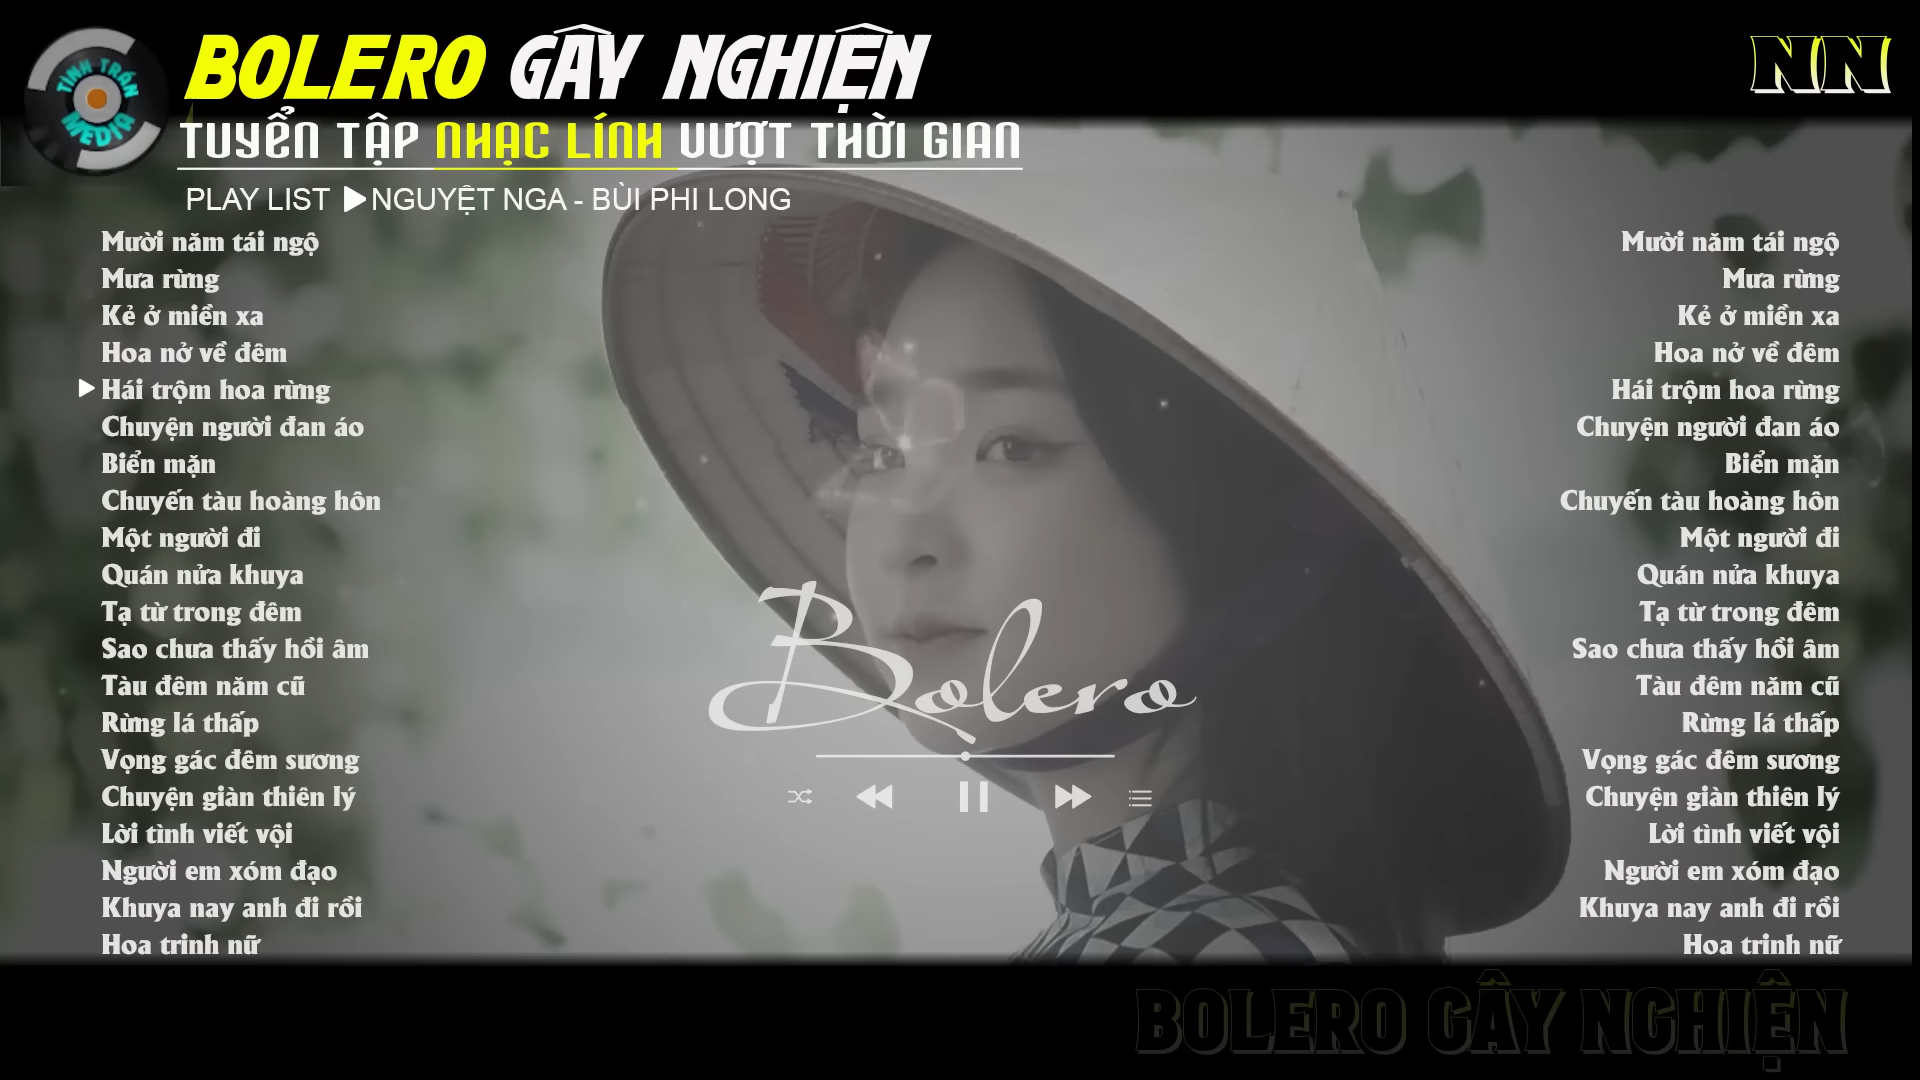 TÌNH TRẦN
MEDIA
BOLERO GÂY NGHIỆN
NN
TUYỂN TẬP NHẠC LÍNH VƯỢT THỜI GIAN
PLAY LIST NGUYỆT NGA - BÙI PHI LONG
Mười năm tái ngộ
Mưa rừng
Kẻ ở miền xa
Hoa nở về đêm
Hái trộm hoa rừng
Chuyện người đan áo
Biển mặn
Chuyến tàu hoàng hôn
Một người đi
Quán nửa khuya
Tạ từ trong đêm
Sao chưa thấy hồi âm
Tàu đêm năm cũ
Rừng lá thấp
Vọng gác đêm sương
Chuyện giàn thiên lý
Lời tình viết vội
Người em xóm đạo
Khuya nay anh đi rồi
Hoa trinh nữ
Bolero
Mười năm tái ngộ
Mưa rừng
Kẻ ở miền xa
Hoa nở về đêm
Hái trộm hoa rừng
Chuyện người đan áo
Biển mặn
Chuyến tàu hoàng hôn
Một người đi
Quán nửa khuya
Tạ từ trong đêm
Sao chưa thấy hồi âm
Tàu đêm năm cũ
Rừng lá thấp
Vọng gác đêm sương
Chuyện giàn thiên lý
Lời tình viết vội
Người em xóm đạo
Khuya nay anh đi rồi
Hoa trinh nữ
BOLERO GÂY NGHIỆN